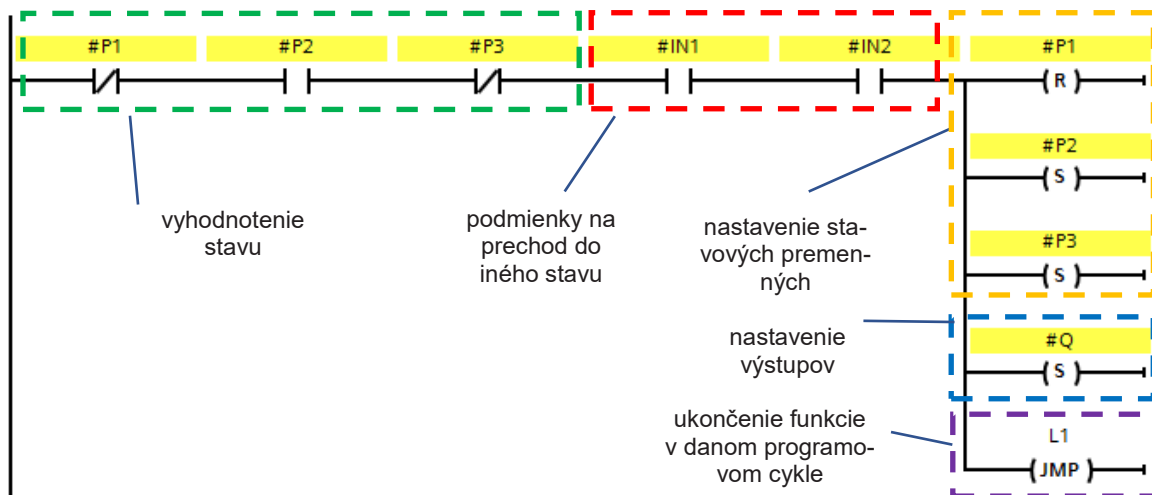 #P1 #P2 #P3 #IN1 #IN2 #P1
( R )
#P2
( S )
#P3
( S )
#Q
( S )
L1
( JMP )
vyhodnotenie
stavu
podmienky na
prechod do
iného stavu
nastavenie sta-
vových premen-
ných
nastavenie
výstupov
ukončenie funkcie
v danom programo-
vom cykle